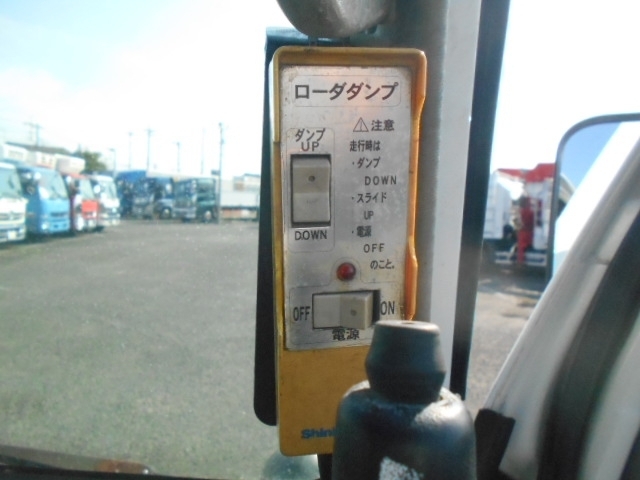 ローダダンプ
ダンプ
UP
DOWN
⚠注意
走行時は
・ダンプ
DOWN
・スライド
UP
・電源
OFF
のこと。
OFF
ON
電源